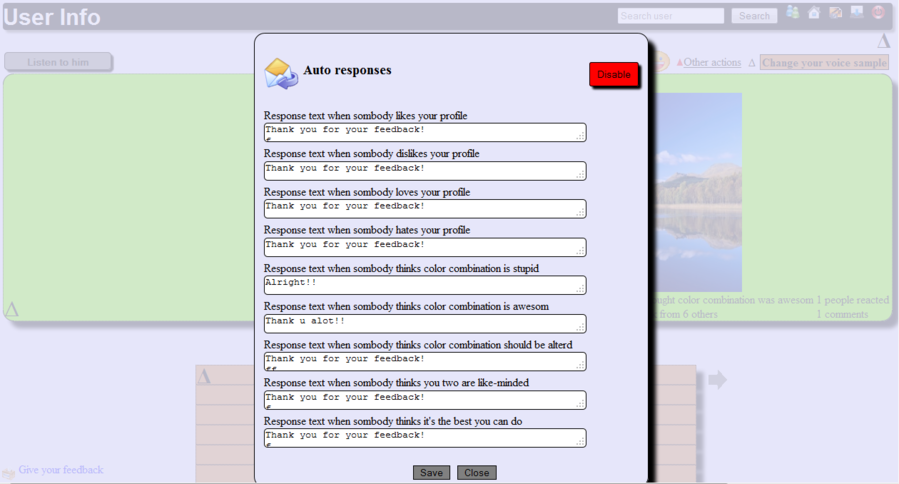 User Info
Search user
Search
Listen to him
Other actions
Δ Change your voice sample
Auto responses
Disable
Response text when sombody likes your profile
Thank you for your feedback!
Response text when sombody dislikes your profile
Thank you for your feedback!
Response text when sombody loves your profile
Thank you for your feedback!
Response text when sombody hates your profile
Thank you for your feedback!
Response text when sombody thinks color combination is stupid
Alright!!
Response text when sombody thinks color combination is awesom
Thank u alot!!
Response text when sombody thinks color combination should be alterd
Thank you for your feedback!
Response text when sombody thinks you two are like-minded
Thank you for your feedback!
Response text when sombody thinks it's the best you can do
Thank you for your feedback!
Save
Close
color combination was awesom
from 6 others
1 people reacted
1 comments
Give your feedback